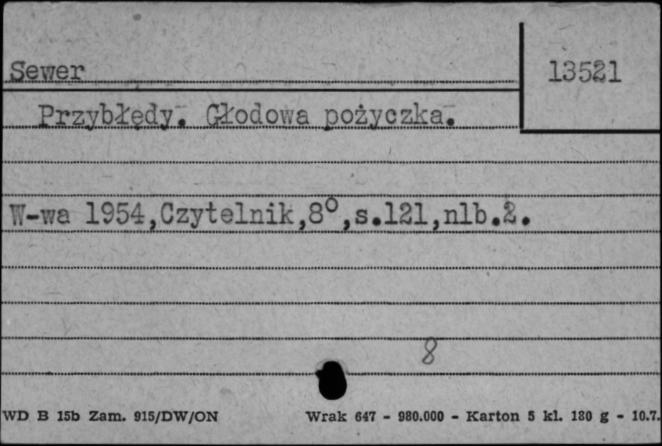 Sewer
13521
Przybłędy. Głodowa pożyczka.
W-wa 1954,Czytelnik,8°,s.121,nlb.2.
8
WD B 15b Zam. 915/DW/ON Wrak 647 - 980.000 - Karton 5 kl. 180 g - 10.7.